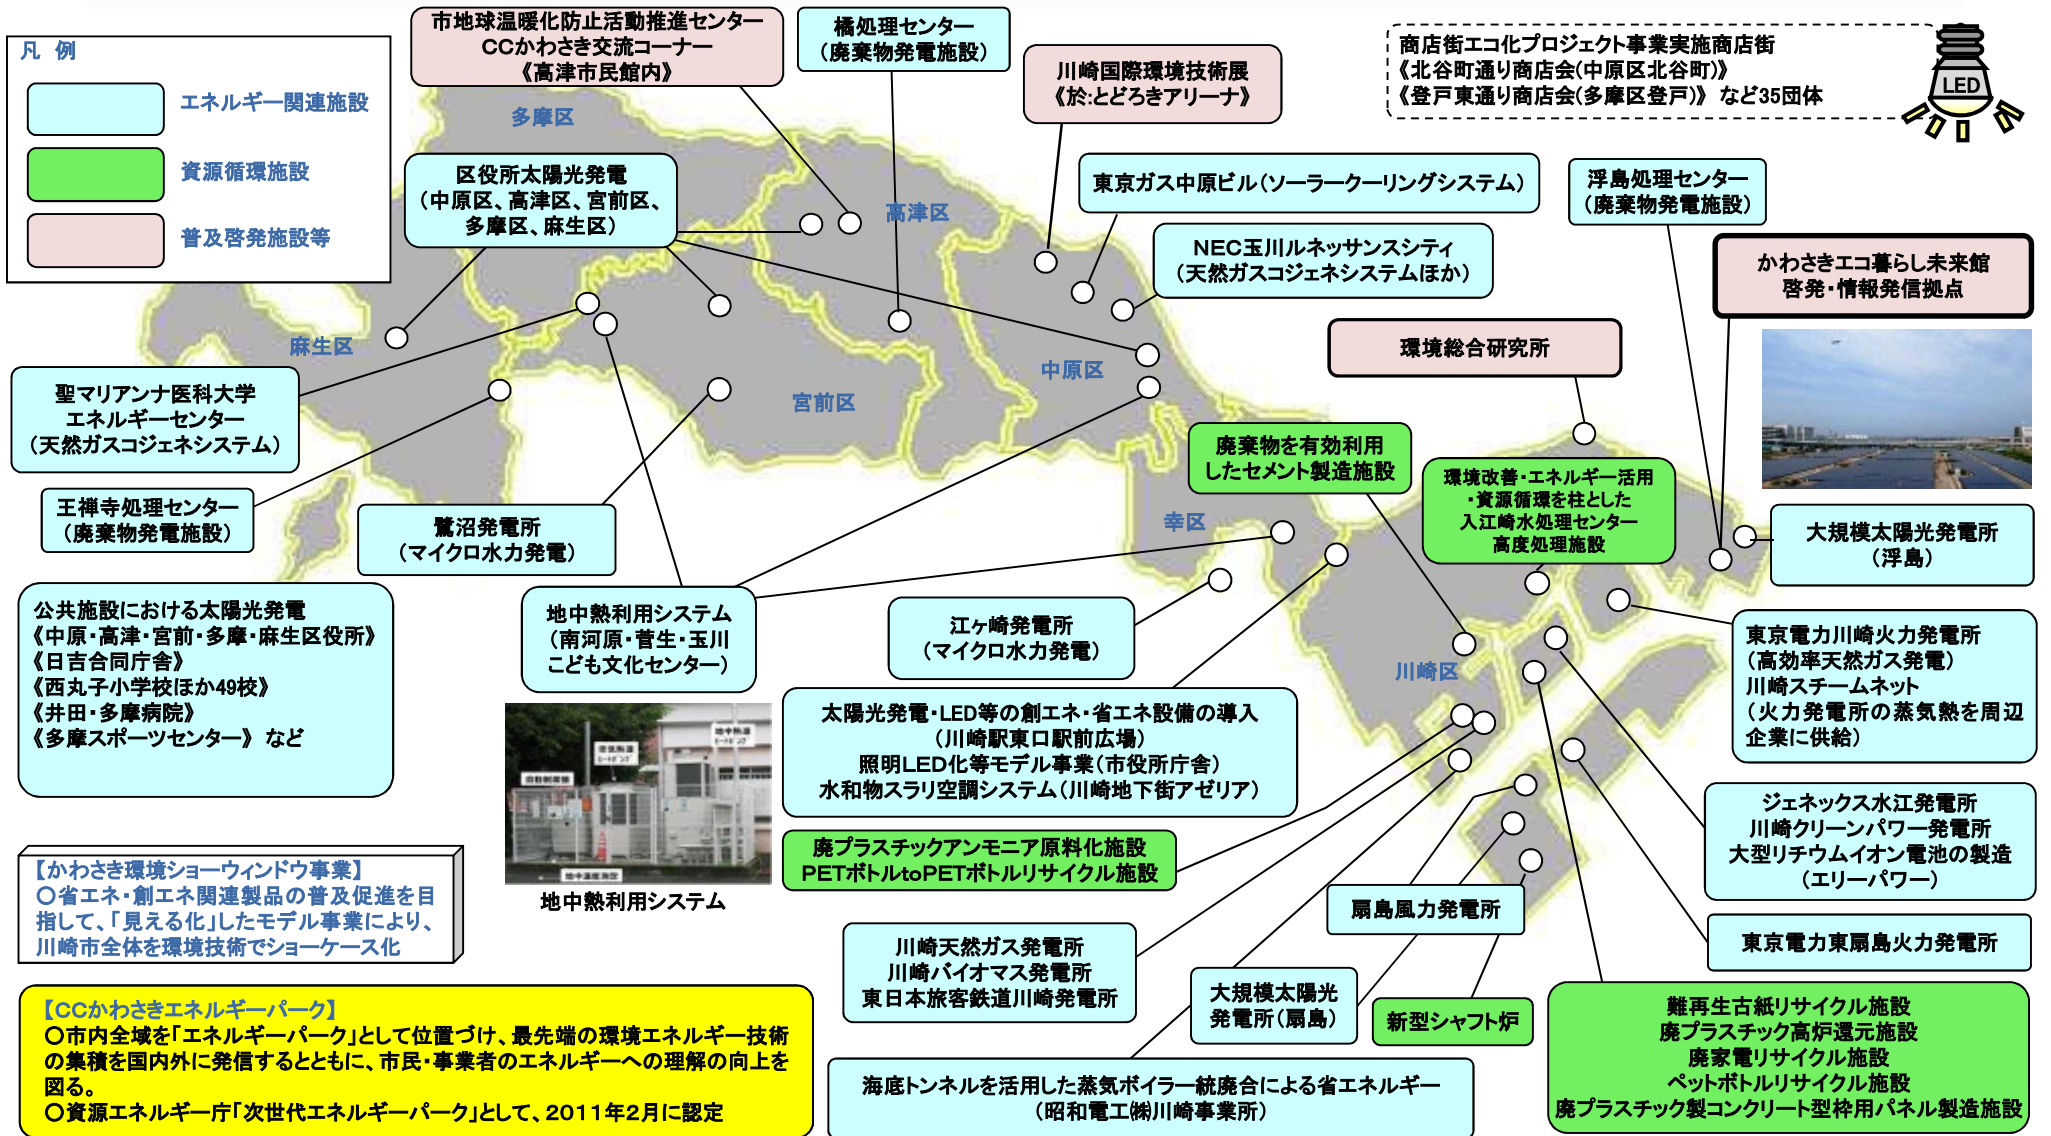 凡 例
エネルギー関連施設
資源循環施設
普及啓発施設等
市地球温暖化防止活動推進センター
CCかわさき交流コーナー
《高津市民館内》
橘処理センター
（廃棄物発電施設）
川崎国際環境技術展
《於:とどろきアリーナ》
商店街エコ化プロジェクト事業実施商店街
《北谷町通り商店会(中原区北谷町)》
《登戸東通り商店会(多摩区登戸)》 など35団体
LED
多摩区
区役所太陽光発電
（中原区、高津区、宮前区、
多摩区、麻生区）
高津区
東京ガス中原ビル（ソーラークーリングシステム）
浮島処理センター
（廃棄物発電施設）
NEC玉川ルネッサンスシティ
（天然ガスコジェネシステムほか）
かわさきエコ暮らし未来館
啓発・情報発信拠点
環境総合研究所
麻生区
中原区
宮前区
聖マリアンナ医科大学
エネルギーセンター
（天然ガスコジェネシステム）
王禅寺処理センター
（廃棄物発電施設）
鷺沼発電所
（マイクロ水力発電）
廃棄物を有効利用
したセメント製造施設
環境改善・エネルギー活用
・資源循環を柱とした
入江崎水処理センター
高度処理施設
幸区
大規模太陽光発電所
（浮島）
公共施設における太陽光発電
《中原・高津・宮前・多摩・麻生区役所》
《日吉合同庁舎》
《西丸子小学校ほか49校》
《井田・多摩病院》
《多摩スポーツセンター》 など
地中熱利用システム
（南河原・菅生・玉川
こども文化センター）
江ヶ崎発電所
（マイクロ水力発電）
川崎区
東京電力川崎火力発電所
（高効率天然ガス発電）
川崎スチームネット
（火力発電所の蒸気熱を周辺
企業に供給）
太陽光発電・LED等の創エネ・省エネ設備の導入
（川崎駅東口駅前広場）
照明LED化等モデル事業（市役所庁舎）
水和物スラリ空調システム（川崎地下街アゼリア）
地中熱利用システム
ジェネックス水江発電所
川崎クリーンパワー発電所
大型リチウムイオン電池の製造
（エリーパワー）
廃プラスチックアンモニア原料化施設
PETボトルtoPETボトルリサイクル施設
【かわさき環境ショーウィンドウ事業】
○省エネ・創エネ関連製品の普及促進を目
指して、「見える化」したモデル事業により、
川崎市全体を環境技術でショーケース化
扇島風力発電所
東京電力東扇島火力発電所
川崎天然ガス発電所
川崎バイオマス発電所
東日本旅客鉄道川崎発電所
大規模太陽光
発電所（扇島）
新型シャフト炉
難再生古紙リサイクル施設
廃プラスチック高炉還元施設
廃家電リサイクル施設
ペットボトルリサイクル施設
廃プラスチック製コンクリート型枠用パネル製造施設
【CCかわさきエネルギーパーク】
○市内全域を「エネルギーパーク」として位置づけ、最先端の環境エネルギー技術
の集積を国内外に発信するとともに、市民・事業者のエネルギーへの理解の向上を
図る。
○資源エネルギー庁「次世代エネルギーパーク」として、2011年2月に認定
海底トンネルを活用した蒸気ボイラー統廃合による省エネルギー
（昭和電工㈱川崎事業所）